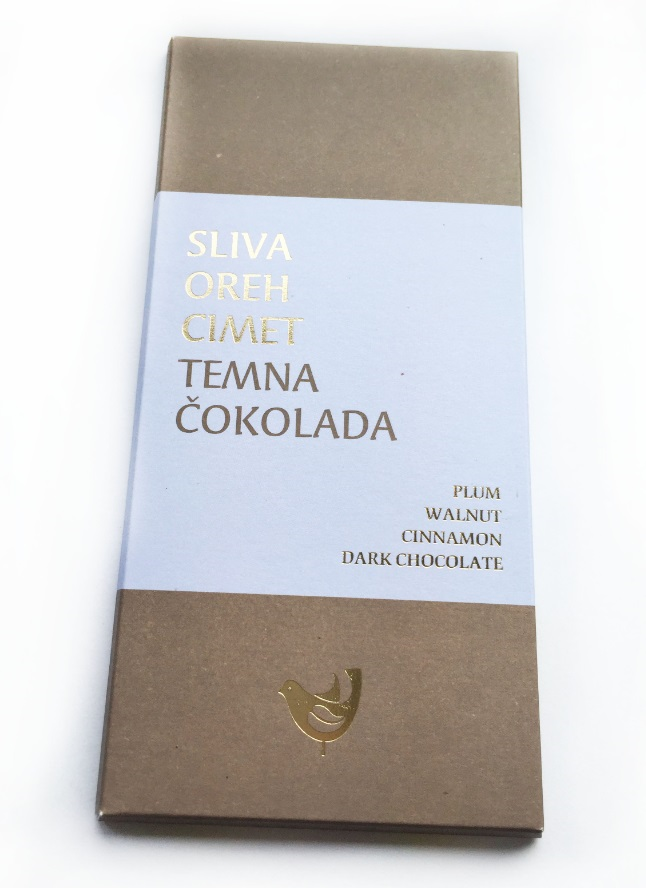 SLIVA
OREH
CIMET
TEMNA
ČOKOLADA
PLUM
WALNUT
CINNAMON
DARK CHOCOLATE